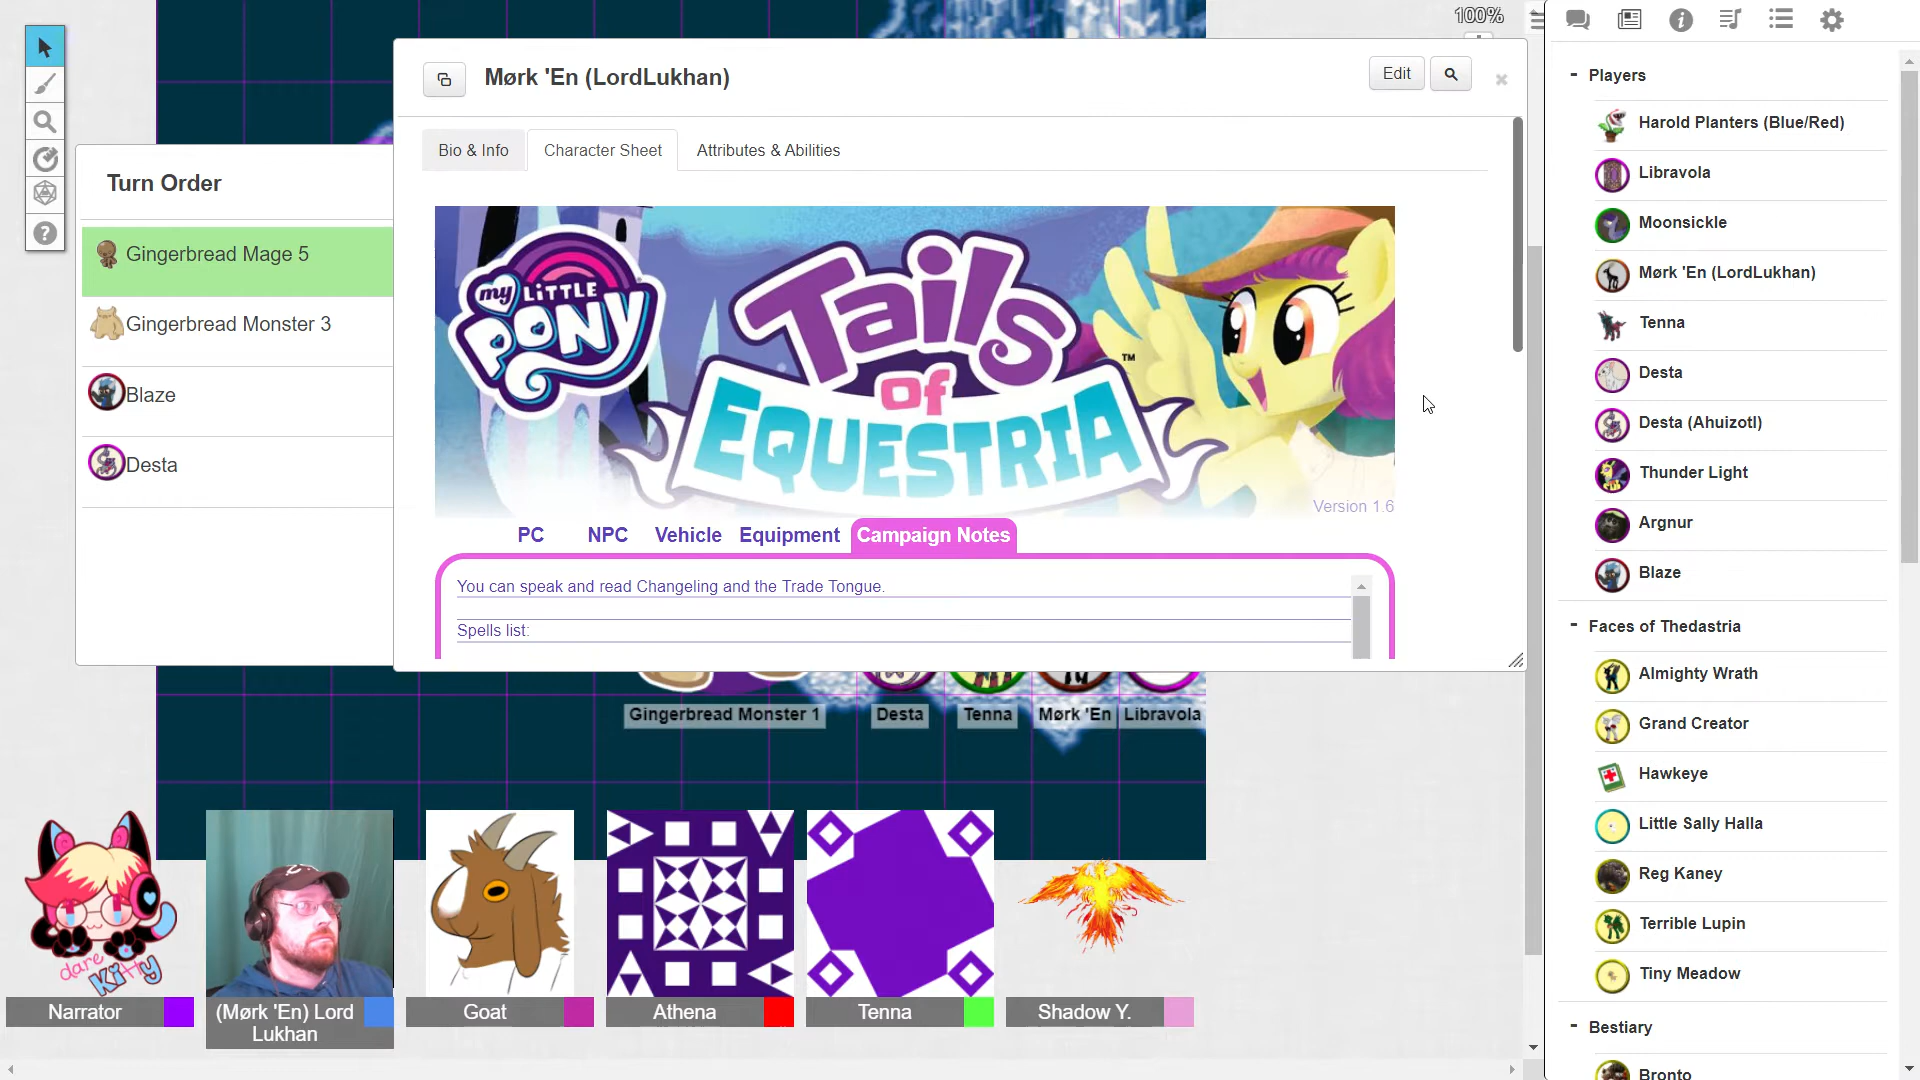 100%
Mørk 'En (LordLukhan)
Edit
Bio & Info
Character Sheet
Attributes & Abilities
Turn Order
Gingerbread Mage 5
Gingerbread Monster 3
Blaze
Desta
my LiTTLE
PONY
Tails
of
EQUESTRIA
™
Version 1.6
PC
NPC
Vehicle
Equipment
Campaign Notes
You can speak and read Changeling and the Trade Tongue.
Spells list:
Gingerbread Monster 1
Desta
Tenna
Mørk 'En
Libravola
dare
Kitty
Narrator
(Mørk 'En) Lord
Lukhan
Goat
Athena
Tenna
Shadow Y.
- Players
Harold Planters (Blue/Red)
Libravola
Moonsickle
Mørk 'En (LordLukhan)
Tenna
Desta
Desta (Ahuizotl)
Thunder Light
Argnur
Blaze
- Faces of Thedastria
Almighty Wrath
Grand Creator
Hawkeye
Little Sally Halla
Reg Kaney
Terrible Lupin
Tiny Meadow
- Bestiary
Bronto